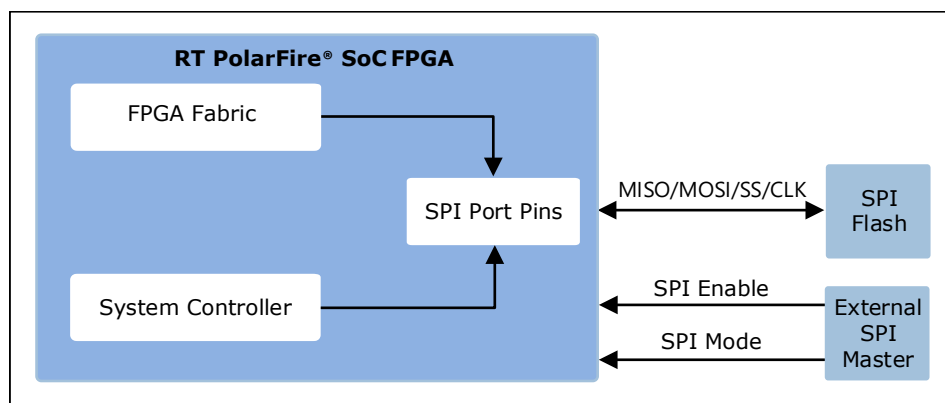 RT PolarFire® SoC FPGA
FPGA Fabric
SPI Port Pins
System Controller
MISO/MOSI/SS/CLK
SPI
Flash
SPI Enable
SPI Mode
External
SPI
Master